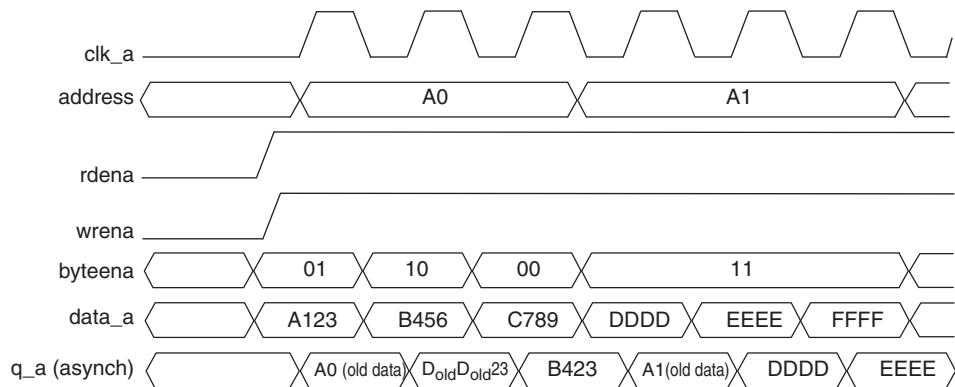 clk_a
address A0 A1
rdena
wrena
byteena 01 10 00 11
data_a A123 B456 C789 DDDD EEEE FFFF
q_a (asynch) A0 (old data) DoldDold23 B423 A1(old data) DDDD EEEE